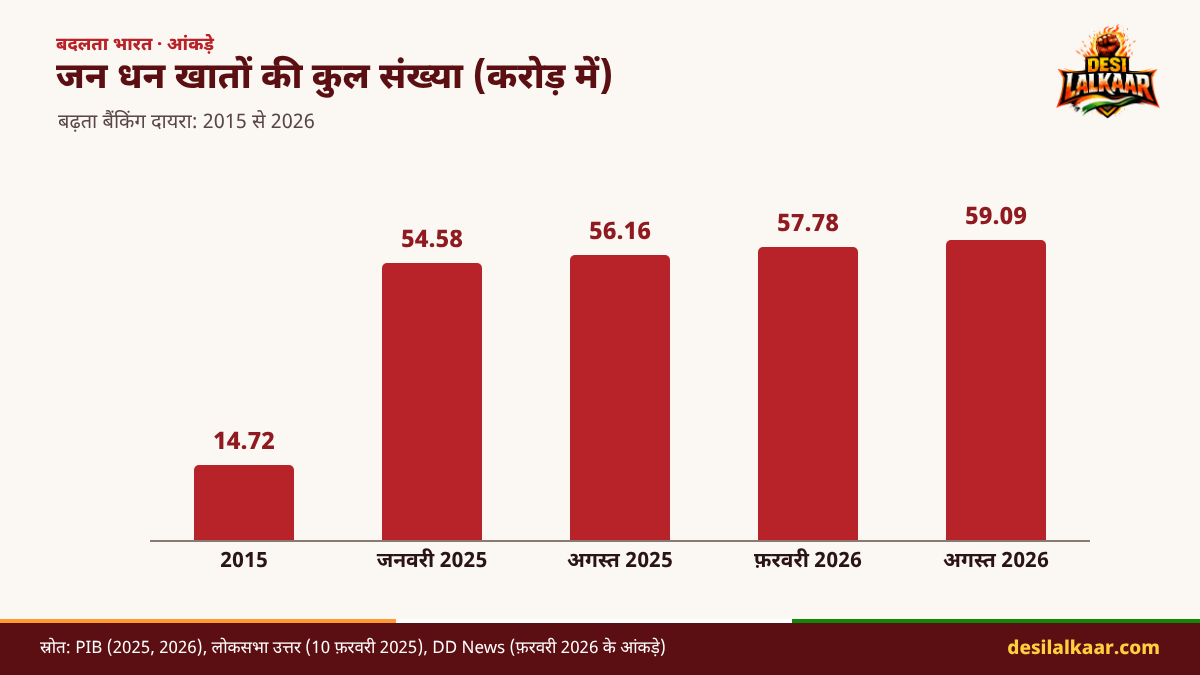 बदलता भारत · आंकड़े
जन धन खातों की कुल संख्या (करोड़ में)
बढ़ता बैंकिंग दायरा: 2015 से 2026
DESI
LALKAAR
14.72
54.58
56.16
57.78
59.09
2015
जनवरी 2025
अगस्त 2025
फ़रवरी 2026
अगस्त 2026
स्रोत: PIB (2025, 2026), लोकसभा उत्तर (10 फ़रवरी 2025), DD News (फ़रवरी 2026 के आंकड़े)
desilalkaar.com